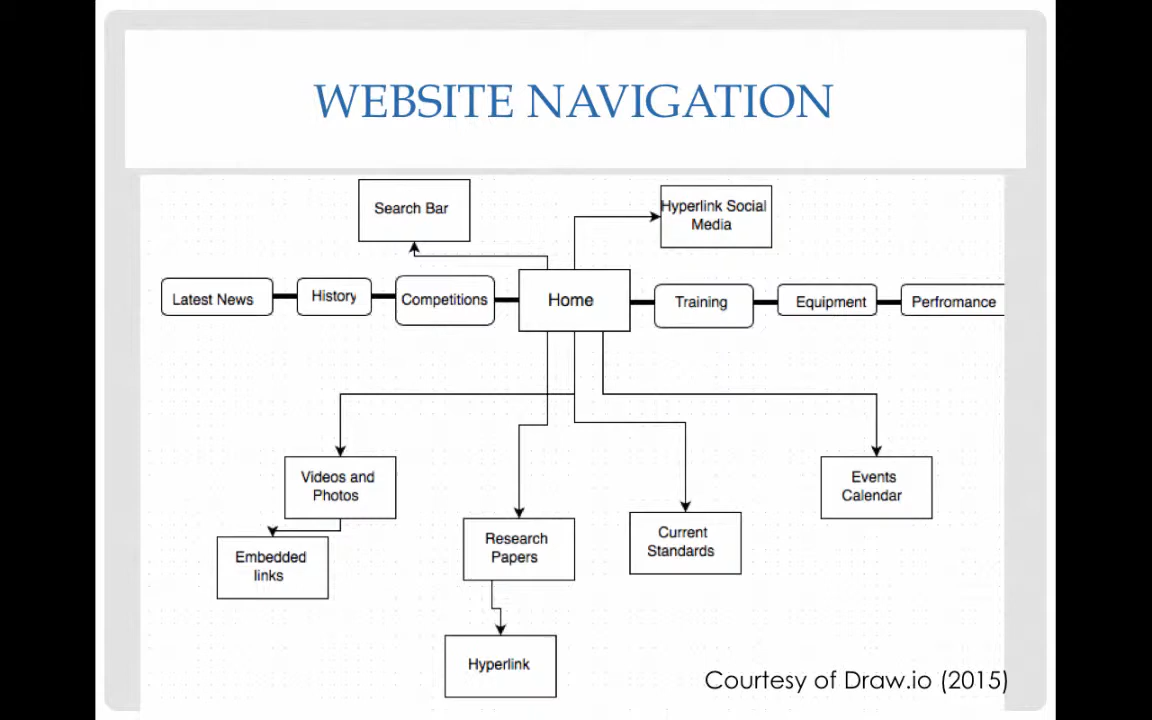 WEBSITE NAVIGATION
Search Bar
Hyperlink Social
Media
Latest News
History
Competitions
Home
Training
Equipment
Perfromance
Videos and
Photos
Events
Calendar
Research
Papers
Current
Standards
Embedded
links
Hyperlink
Courtesy of Draw.io (2015)